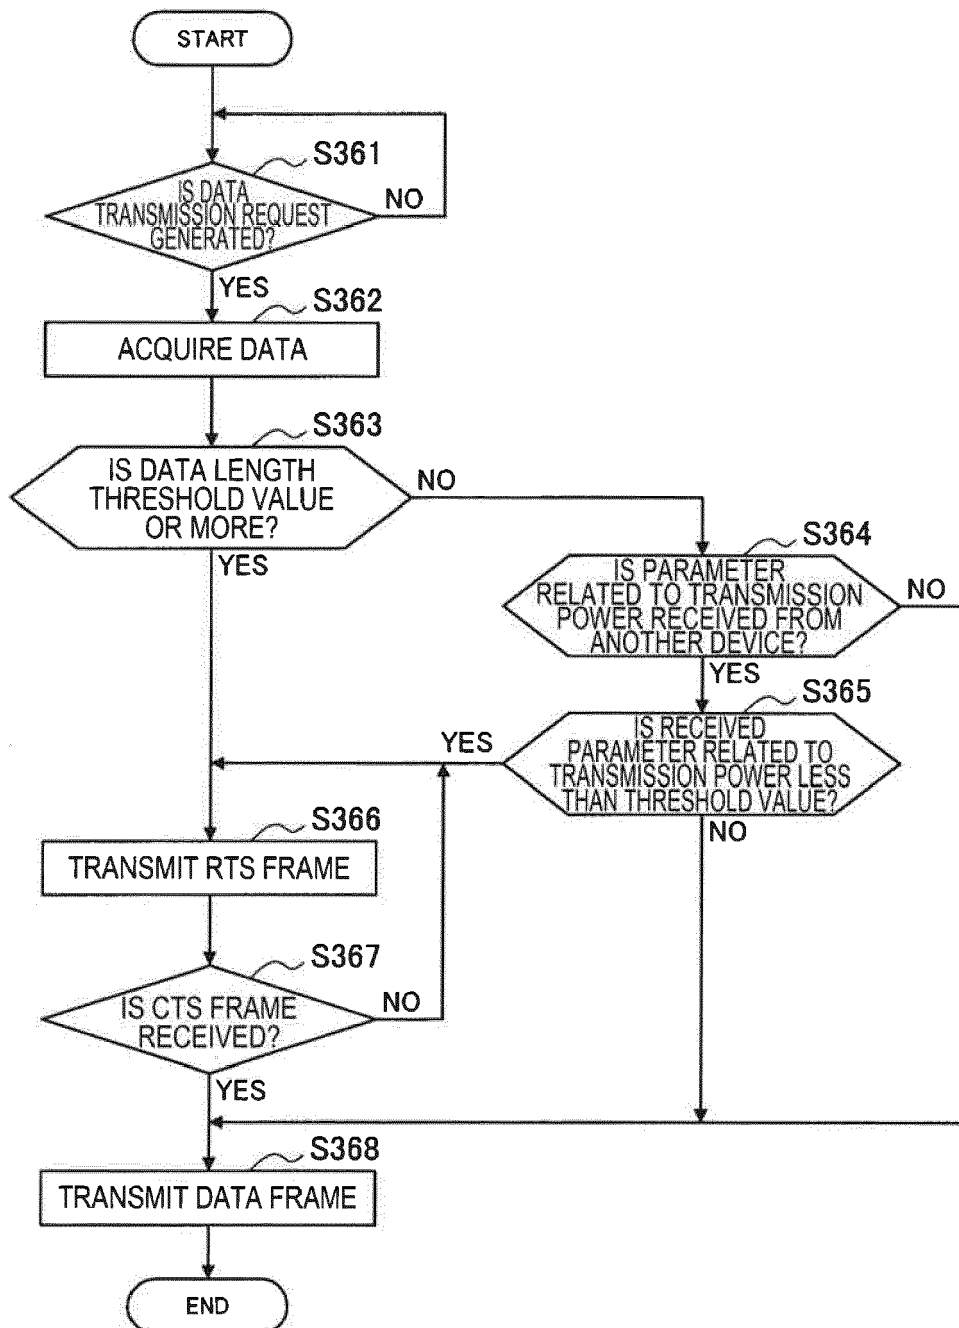 START
S361
IS DATA
TRANSMISSION REQUEST
GENERATED?
NO
YES
S362
ACQUIRE DATA
S363
IS DATA LENGTH
THRESHOLD VALUE
OR MORE?
NO
YES
S364
IS PARAMETER
RELATED TO TRANSMISSION
POWER RECEIVED FROM
ANOTHER DEVICE?
NO
YES
S365
IS RECEIVED
PARAMETER RELATED TO
TRANSMISSION POWER LESS
THAN THRESHOLD VALUE?
YES
NO
S366
TRANSMIT RTS FRAME
S367
IS CTS FRAME
RECEIVED?
NO
YES
S368
TRANSMIT DATA FRAME
END